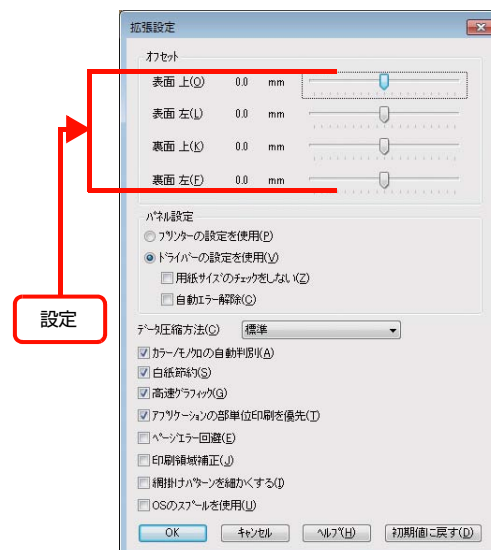 拡張設定
オフセット
表面 上(O) 0.0 mm
表面 左(L) 0.0 mm
裏面 上(K) 0.0 mm
裏面 左(F) 0.0 mm
パネル設定
プリンターの設定を使用(P)
ドライバーの設定を使用(V)
用紙サイズのチェックをしない(Z)
自動エラー解除(C)
設定
データ圧縮方法(C) 標準
カラー/モノクロの自動判別(A)
白紙節約(S)
高速グラフィック(G)
アプリケーションの部単位印刷を優先(T)
ページエラー回避(E)
印刷領域補正(J)
網掛けパターンを細かくする(I)
OSのスプールを使用(U)
OK キャンセル ヘルプ(H) 初期値に戻す(D)